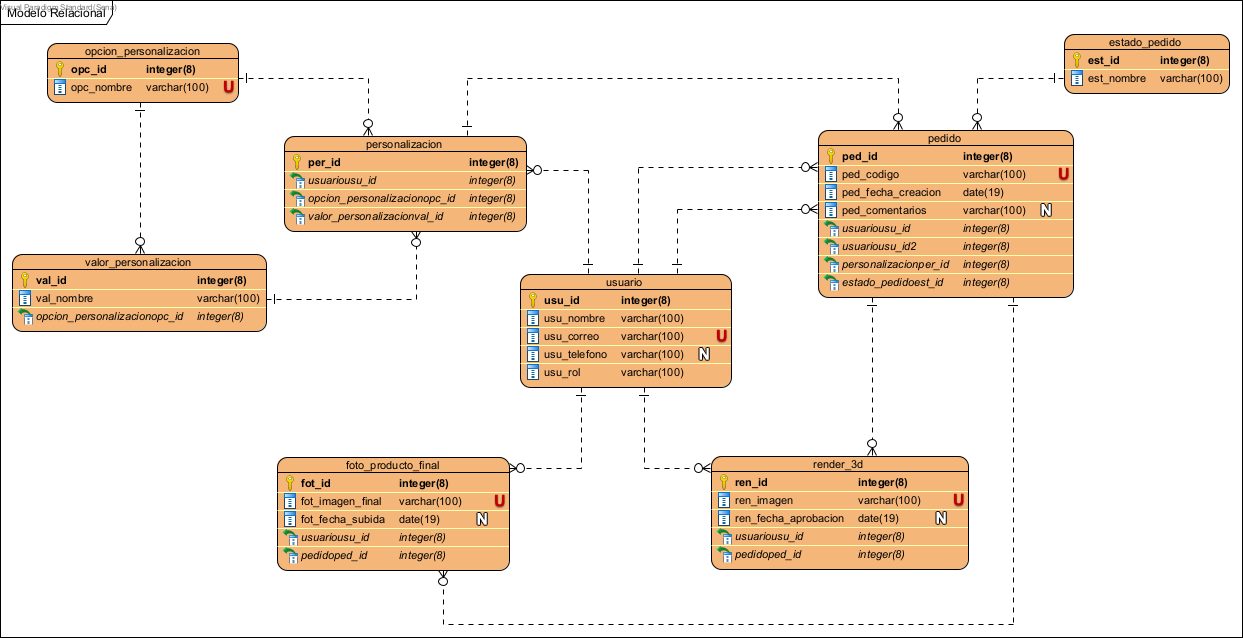 Visual Paradigm Standard(Sena)
Modelo Relacional
opcion_personalizacion
opc_id integer(8)
opc_nombre varchar(100) U
estado_pedido
est_id integer(8)
est_nombre varchar(100)
personalizacion
per_id integer(8)
usuariousu_id integer(8)
opcion_personalizacionopc_id integer(8)
valor_personalizacionval_id integer(8)
pedido
ped_id integer(8)
ped_codigo varchar(100) U
ped_fecha_creacion date(19)
ped_comentarios varchar(100) N
usuariousu_id integer(8)
usuariousu_id2 integer(8)
personalizacionper_id integer(8)
estado_pedidoest_id integer(8)
valor_personalizacion
val_id integer(8)
val_nombre varchar(100)
opcion_personalizacionopc_id integer(8)
usuario
usu_id integer(8)
usu_nombre varchar(100)
usu_correo varchar(100) U
usu_telefono varchar(100) N
usu_rol varchar(100)
foto_producto_final
fot_id integer(8)
fot_imagen_final varchar(100) U
fot_fecha_subida date(19) N
usuariousu_id integer(8)
pedidoped_id integer(8)
render_3d
ren_id integer(8)
ren_imagen varchar(100) U
ren_fecha_aprobacion date(19) N
usuariousu_id integer(8)
pedidoped_id integer(8)